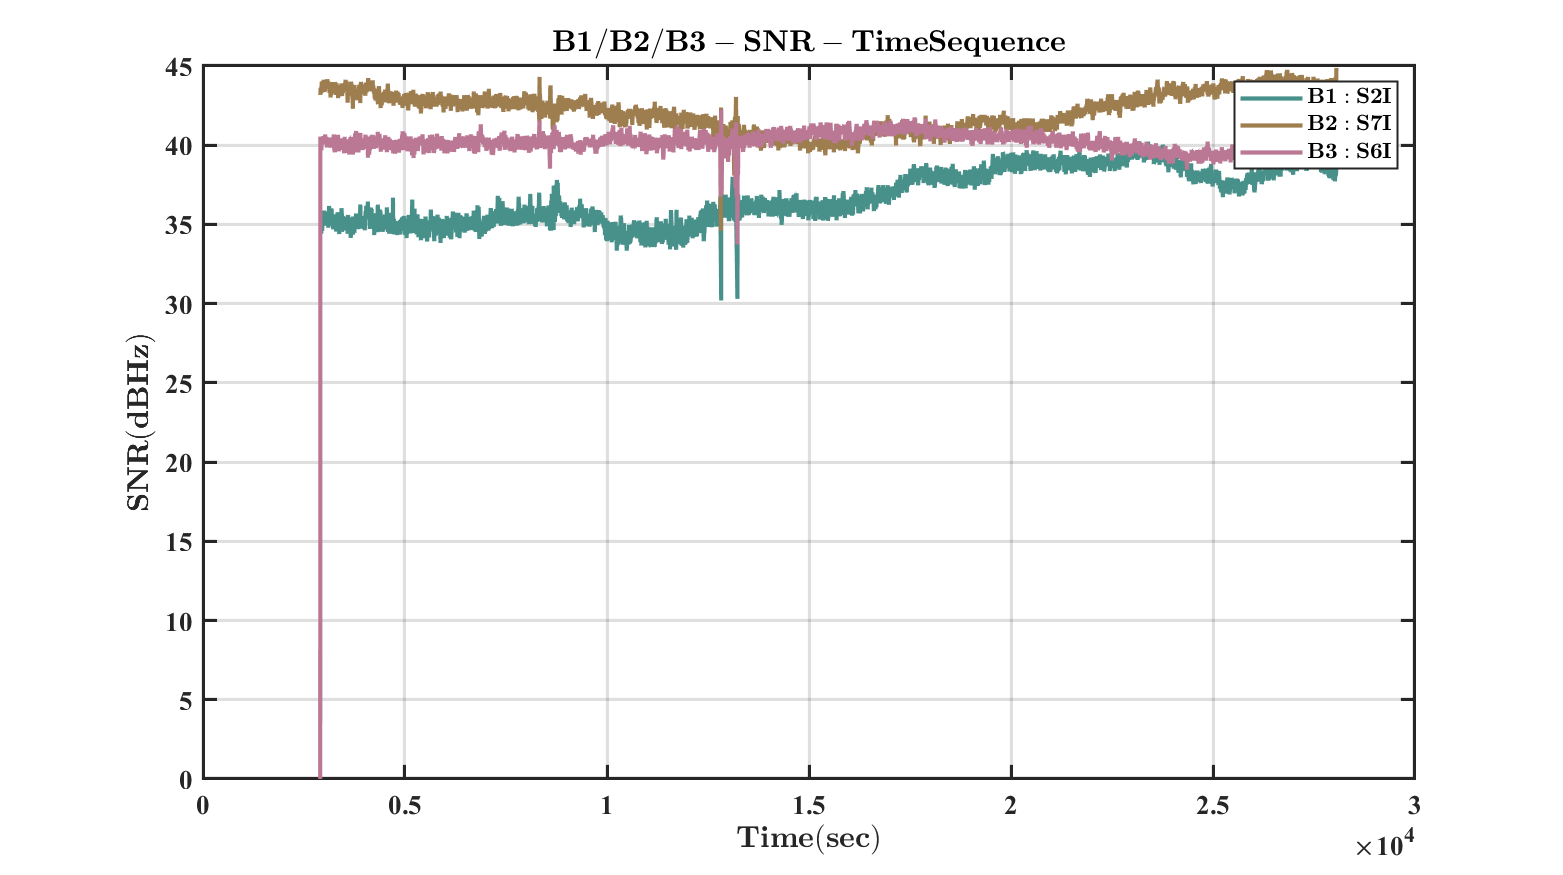 B1/B2/B3 – SNR – TimeSequence
45
40
35
30
25
20
15
10
5
0
SNR(dBHz)
B1 : S2I
B2 : S7I
B3 : S6I
0 0.5 1 1.5 2 2.5 3
Time(sec)
×10⁴